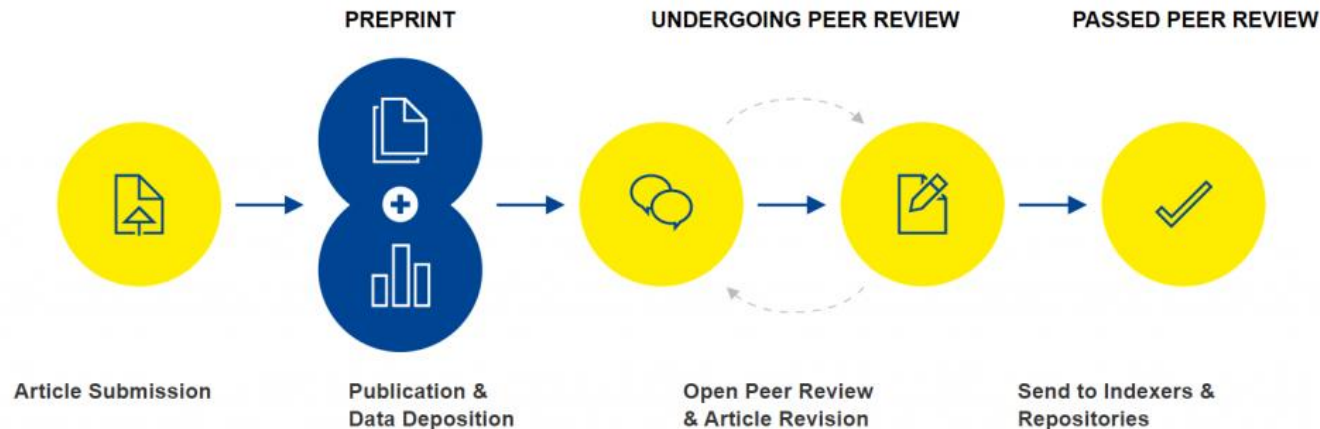 PREPRINT
UNDERGOING PEER REVIEW
PASSED PEER REVIEW
Article Submission
Publication &
Data Deposition
Open Peer Review
& Article Revision
Send to Indexers &
Repositories